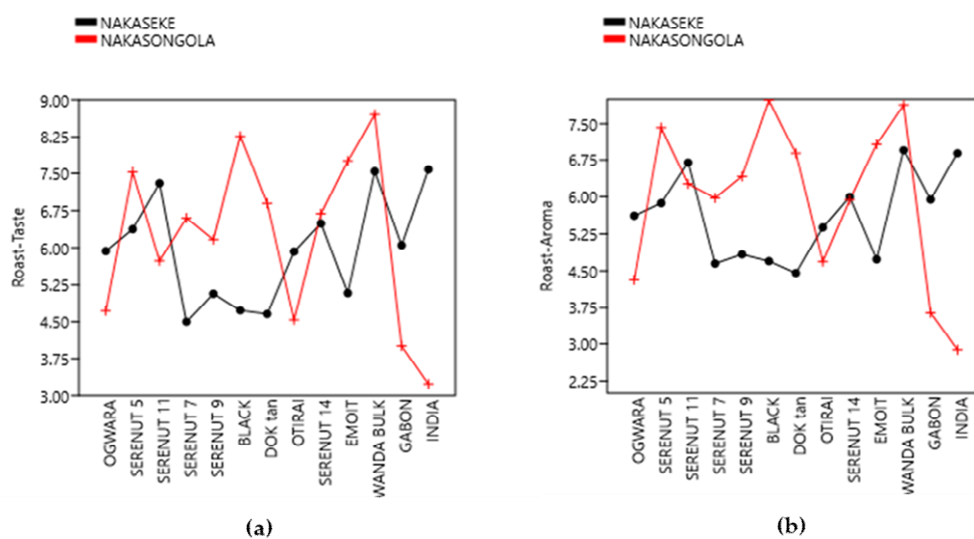 NAKASEKE
NAKASONGOLA
Roast-Taste
9.00
8.25
7.50
6.75
6.00
5.25
4.50
3.75
3.00
OGWARA
SERENUT 5
SERENUT 11
SERENUT 7
SERENUT 9
BLACK
DOK tan
OTIRAI
SERENUT 14
EMOIT
WANDA BULK
GABON
INDIA
(a)
NAKASEKE
NAKASONGOLA
Roast-Aroma
7.50
6.75
6.00
5.25
4.50
3.75
3.00
2.25
OGWARA
SERENUT 5
SERENUT 11
SERENUT 7
SERENUT 9
BLACK
DOK tan
OTIRAI
SERENUT 14
EMOIT
WANDA BULK
GABON
INDIA
(b)